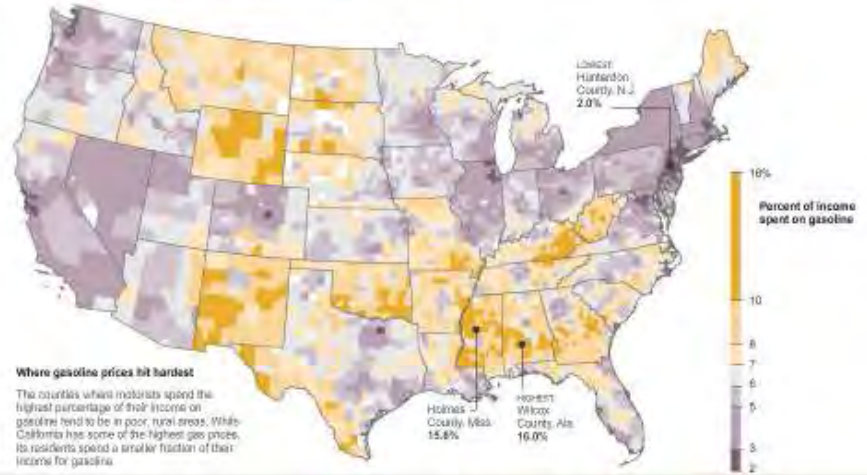 LOWEST:
Hunterdon
County, N.J.
2.0%
16%
Percent of income
spent on gasoline
10
8
7
6
5
3
2
Where gasoline prices hit hardest
The counties where motorists spend the
highest percentage of their income on
gasoline tend to be in poor, rural areas. While
California has some of the highest gas prices,
its residents spend a smaller fraction of their
income for gasoline.
Holmes
County, Miss.
15.6%
HIGHEST:
Wilcox
County, Ala.
16.0%